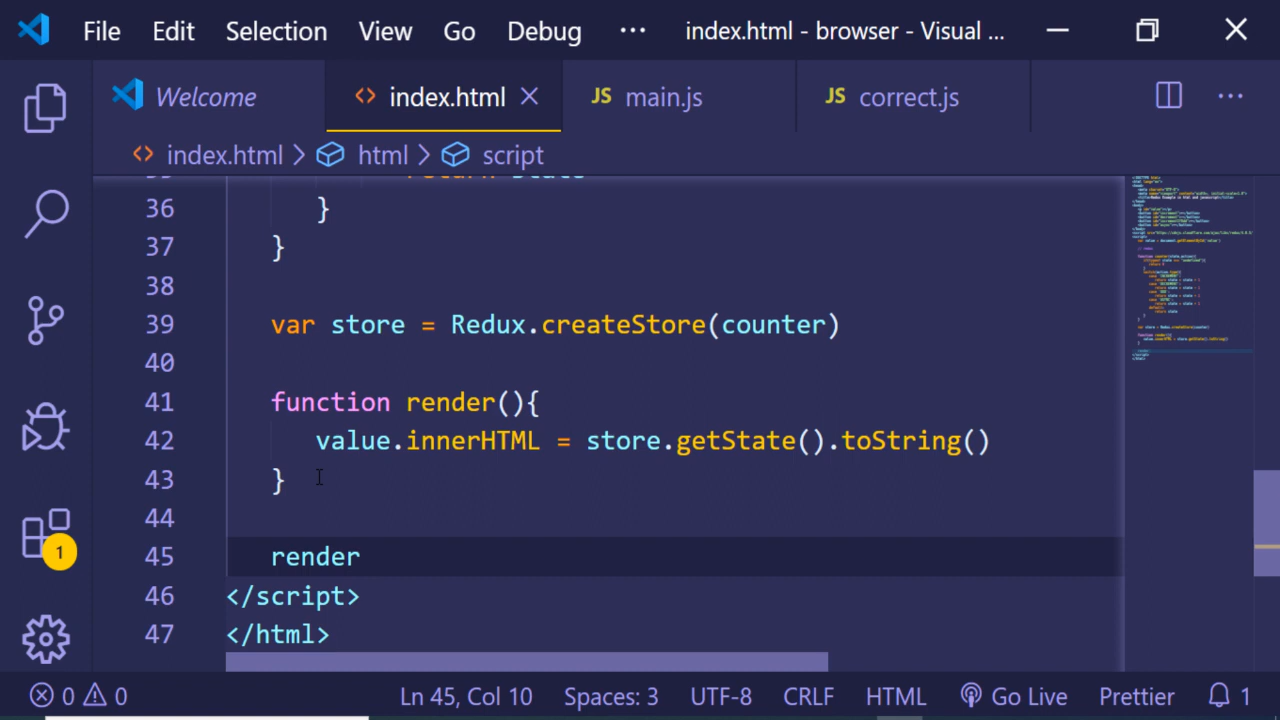 File Edit Selection View Go Debug ··· index.html - browser - Visual ...
Welcome index.html JS main.js JS correct.js ···
index.html > html > script
36 }
37 }
38
39 var store = Redux.createStore(counter)
40
41 function render(){
42 value.innerHTML = store.getState().toString()
43 }
44
45 render
46 </script>
47 </html>
1
0 0 Ln 45, Col 10 Spaces: 3 UTF-8 CRLF HTML Go Live Prettier 1